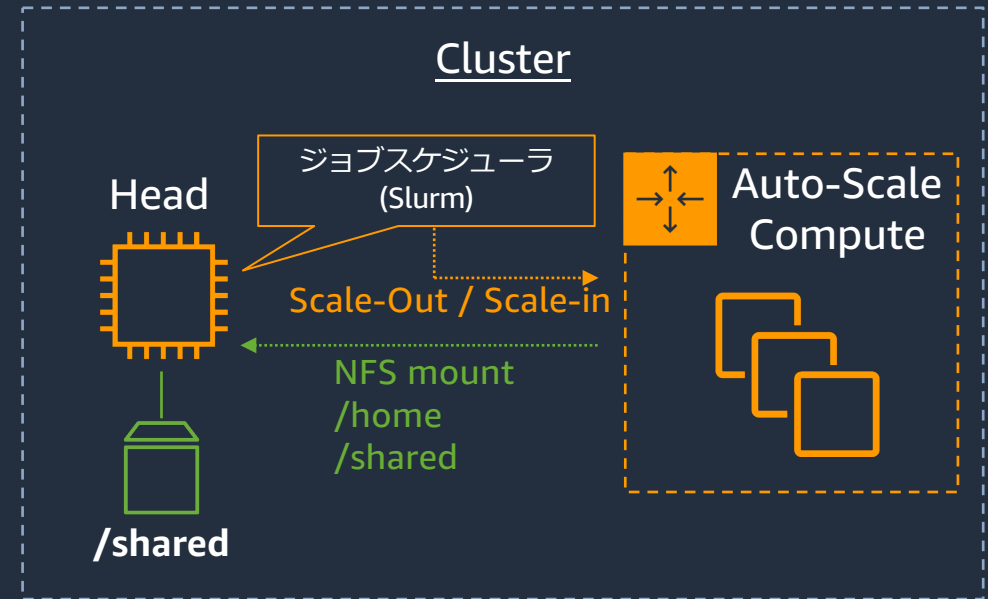 Cluster
ジョブスケジューラ
(Slurm)
Head
Auto-Scale
Compute
Scale-Out / Scale-in
NFS mount
/home
/shared
/shared